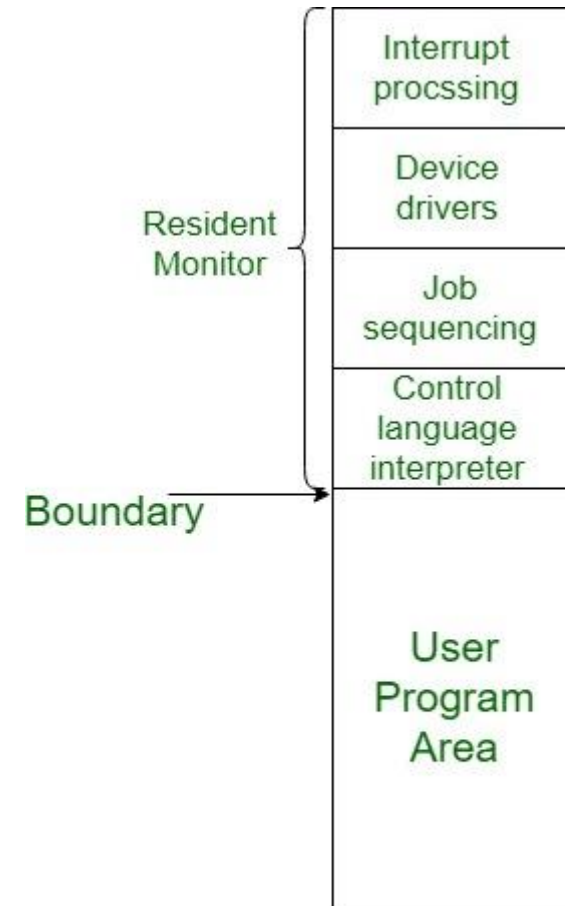 Interrupt
procssing
Device
drivers
Resident
Monitor
Job
sequencing
Control
language
interpreter
Boundary
User
Program
Area